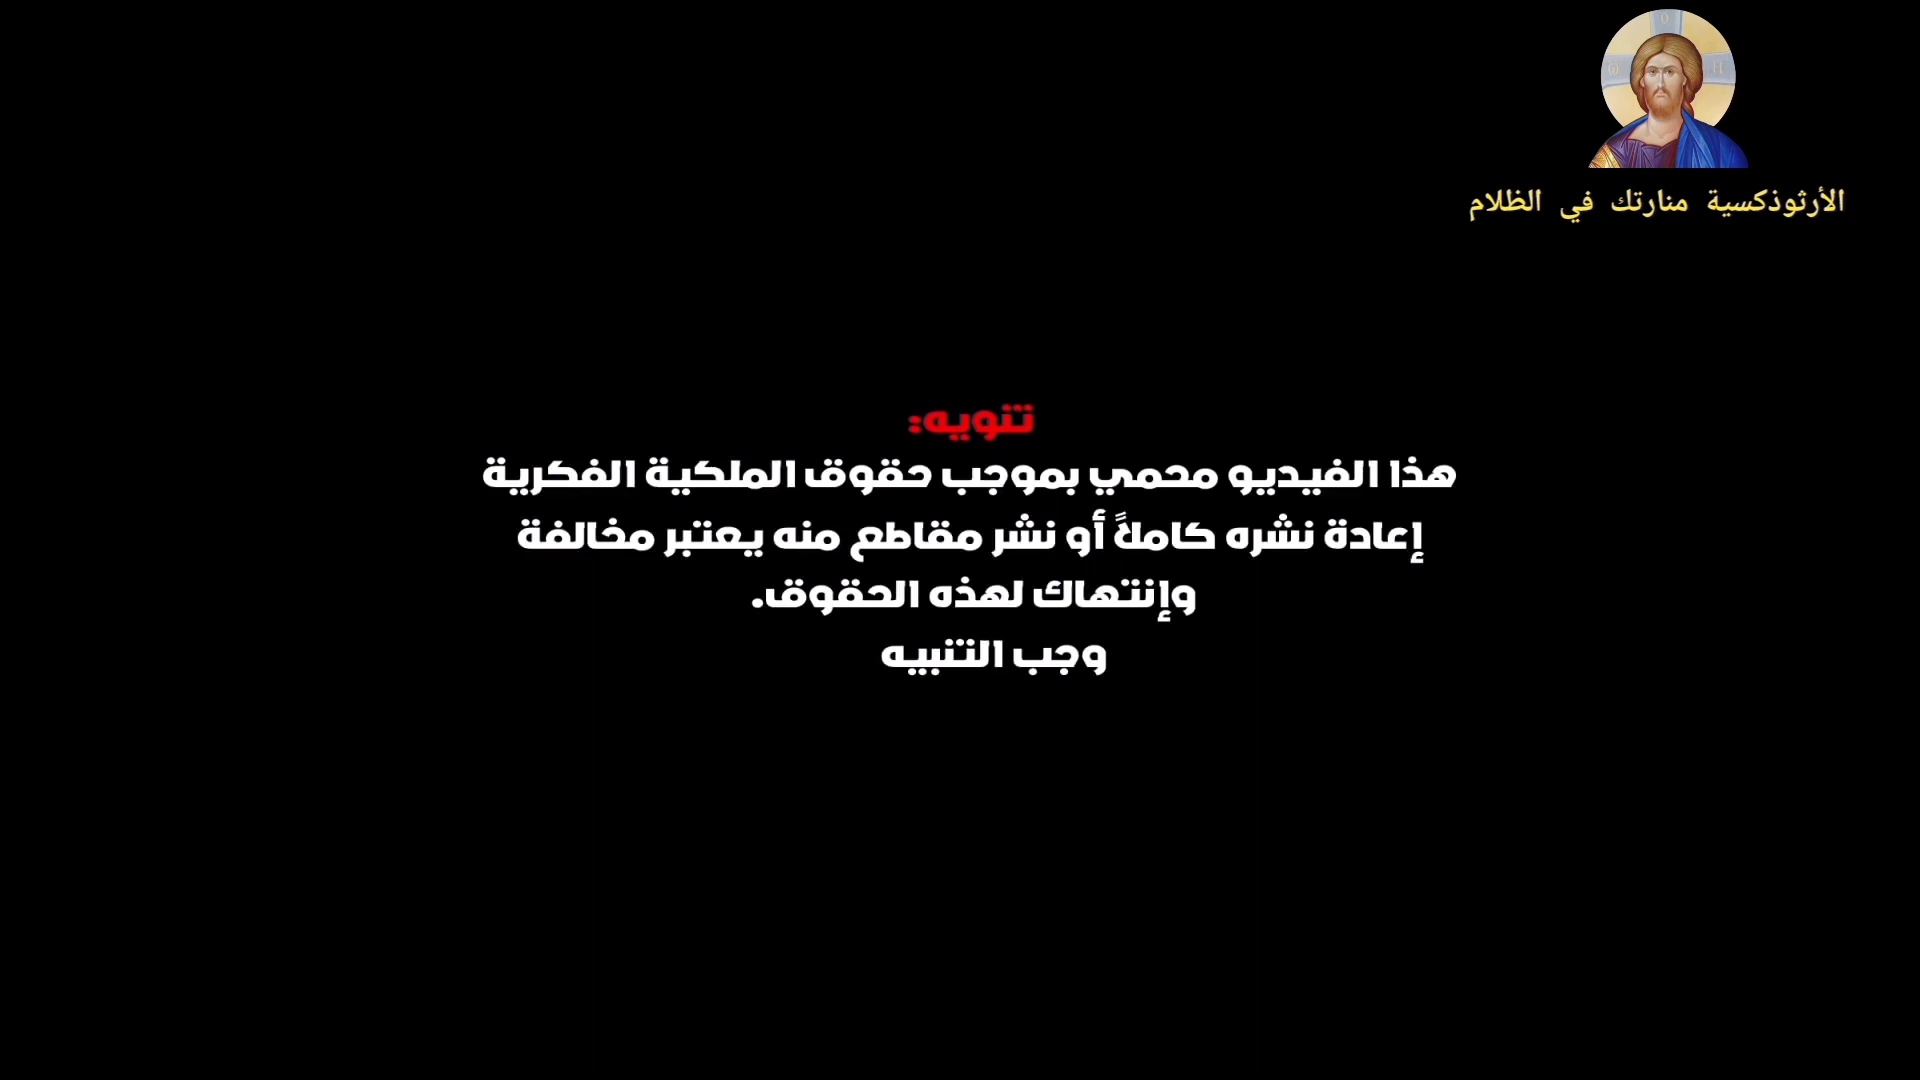 الأرثوذكسية منارتك في الظلام
تنويه:
هذا الفيديو محمي بموجب حقوق الملكية الفكرية
إعادة نشره كاملاً أو نشر مقاطع منه يعتبر مخالفة
وإنتهاك لهذه الحقوق.
وجب التنبيه